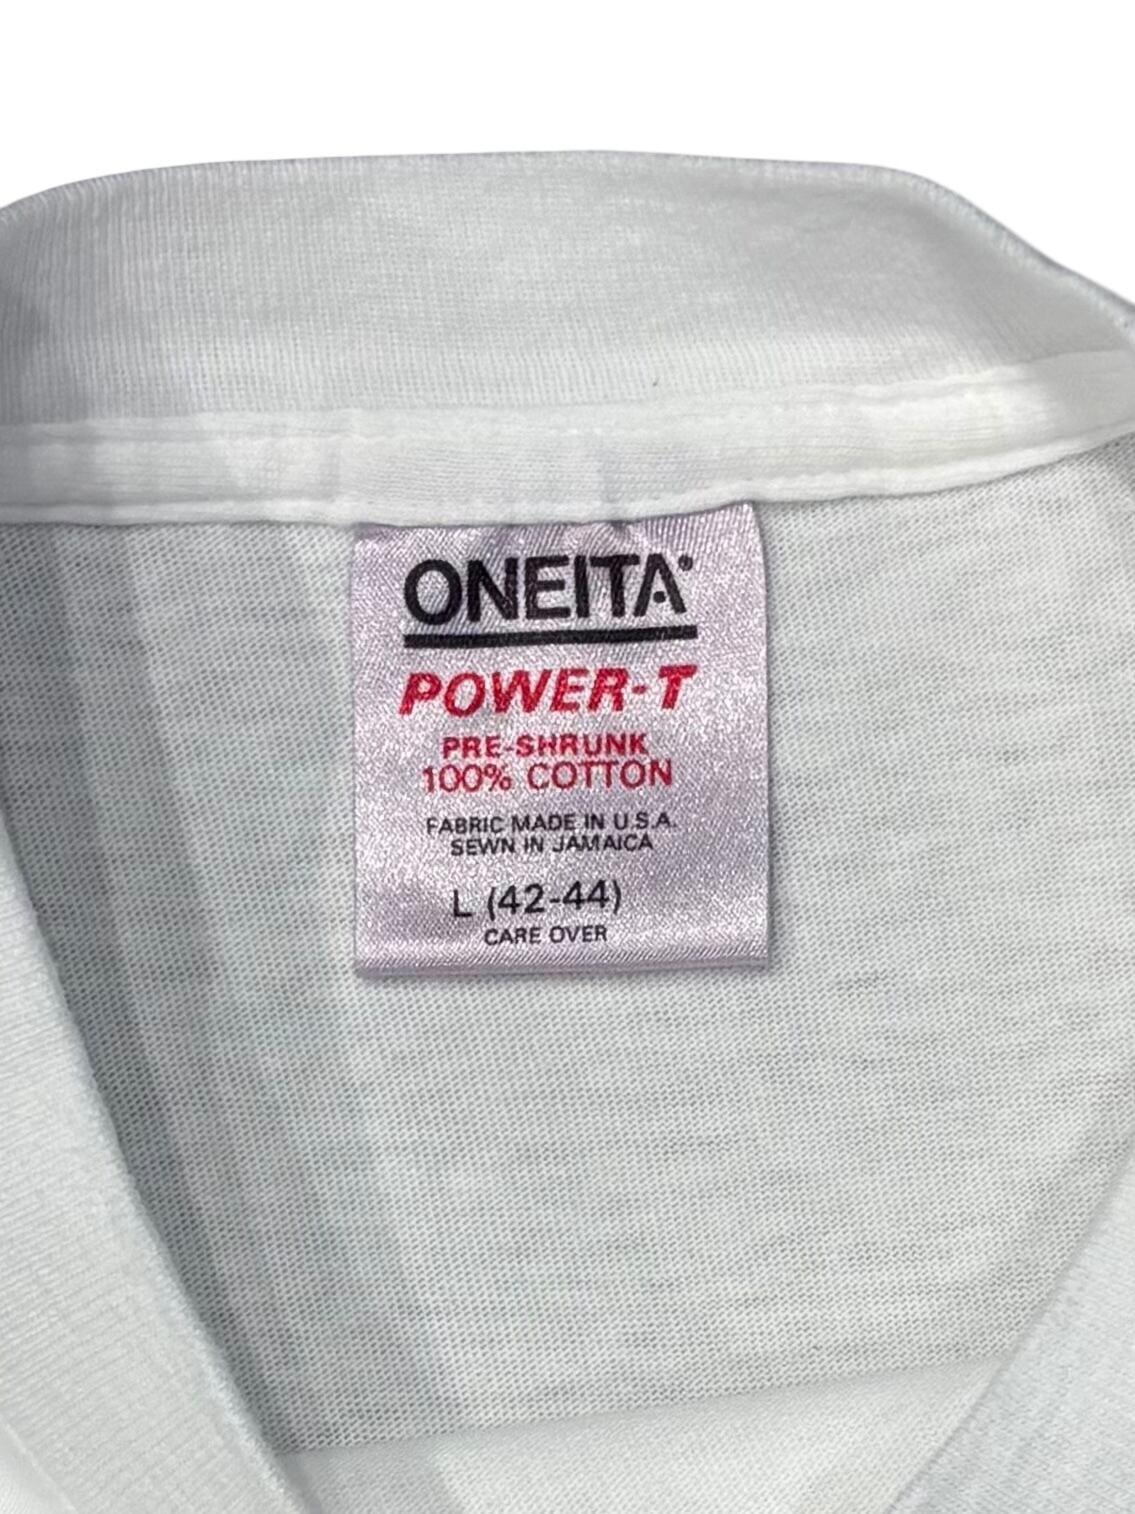 ONEITA®
POWER-T
PRE-SHRUNK
100% COTTON
FABRIC MADE IN U.S.A.
SEWN IN JAMAICA
L (42-44)
CARE OVER